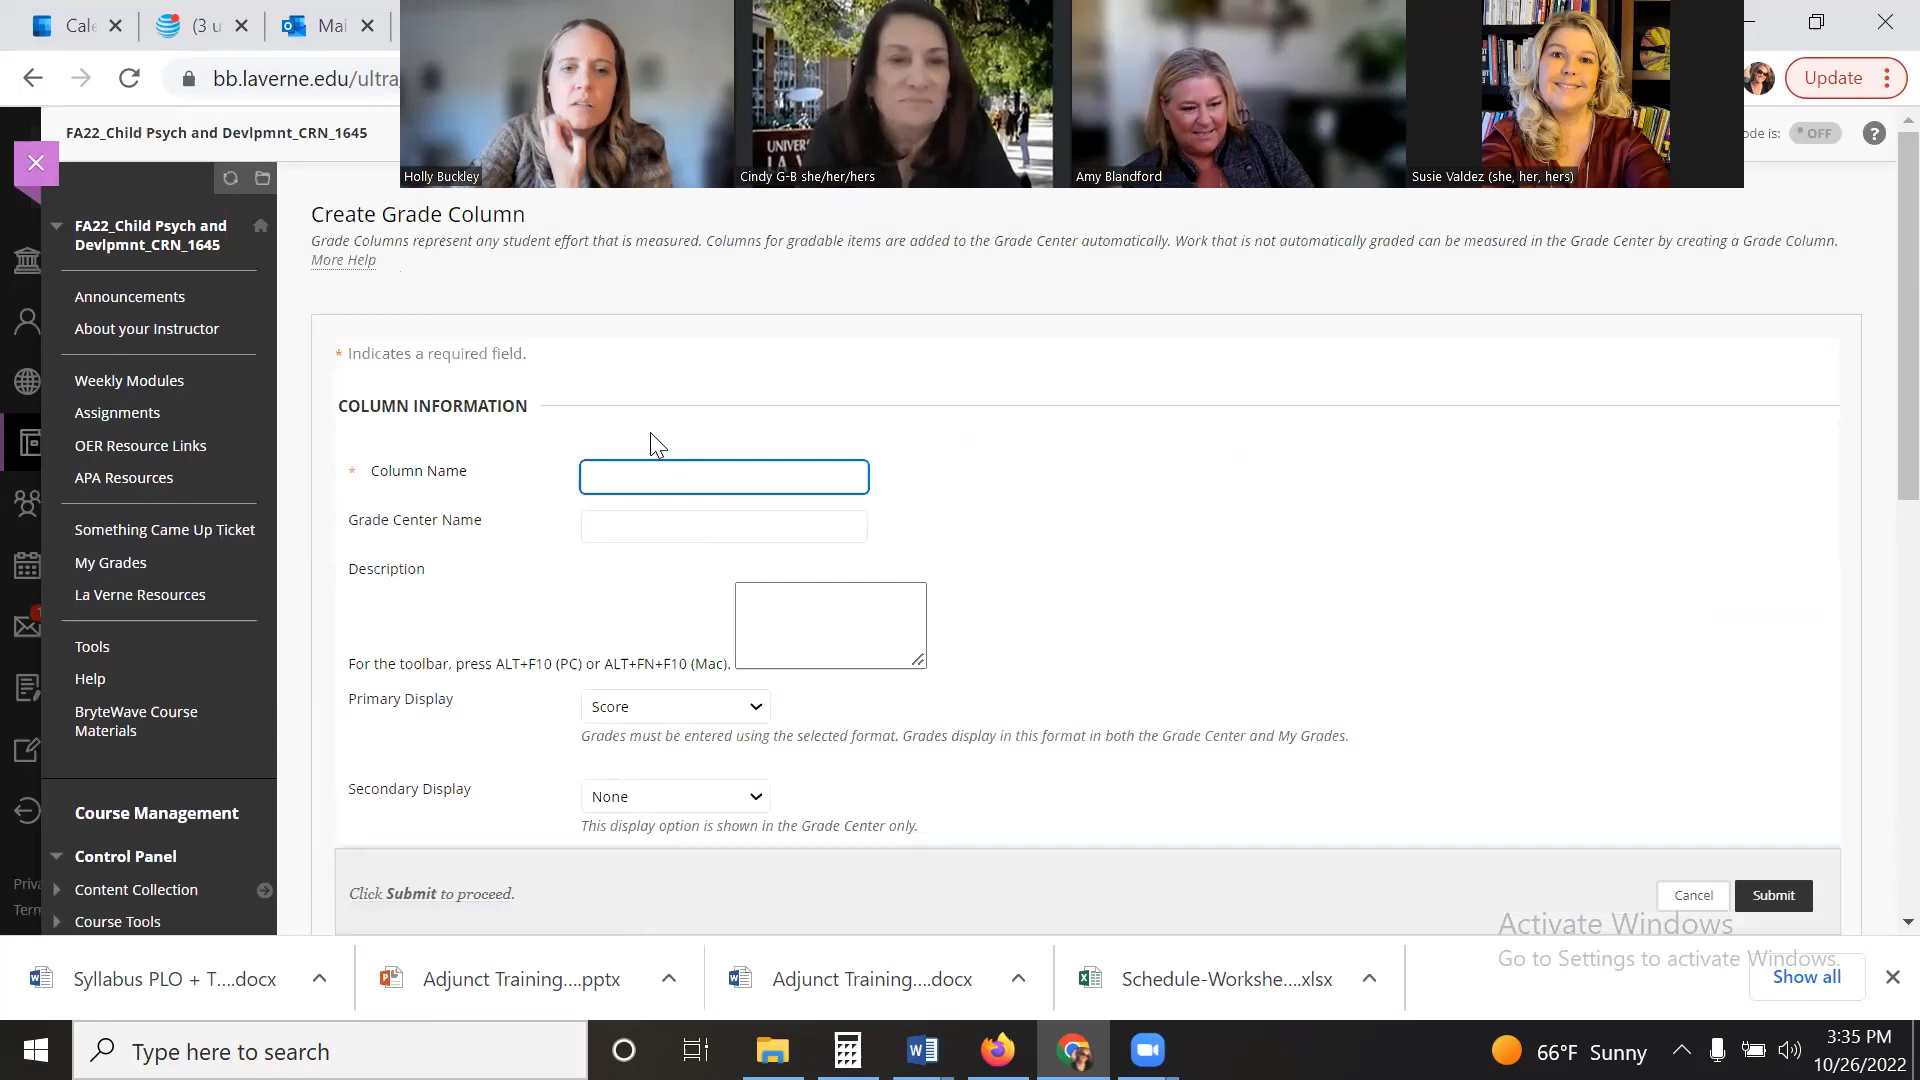 Cale
(3 u
Mai
bb.laverne.edu/ultra
Update
Holly Buckley
UNIVERS
LA V
Cindy G-B she/her/hers
Amy Blandford
Susie Valdez (she, her, hers)
FA22_Child Psych and Devlpmnt_CRN_1645
ode is:
OFF
?
FA22_Child Psych and
Devlpmnt_CRN_1645
Announcements
About your Instructor
Weekly Modules
Assignments
OER Resource Links
APA Resources
Something Came Up Ticket
My Grades
La Verne Resources
Tools
Help
BryteWave Course
Materials
Course Management
Control Panel
Content Collection
Course Tools
Priva
Term
Create Grade Column
Grade Columns represent any student effort that is measured. Columns for gradable items are added to the Grade Center automatically. Work that is not automatically graded can be measured in the Grade Center by creating a Grade Column.
More Help
* Indicates a required field.
COLUMN INFORMATION
* Column Name
Grade Center Name
Description
For the toolbar, press ALT+F10 (PC) or ALT+FN+F10 (Mac).
Primary Display
Score
Grades must be entered using the selected format. Grades display in this format in both the Grade Center and My Grades.
Secondary Display
None
This display option is shown in the Grade Center only.
Click Submit to proceed.
Cancel
Submit
Activate Windows
Go to Settings to activate Windows.
Syllabus PLO + T....docx
Adjunct Training....pptx
Adjunct Training....docx
Schedule-Workshe....xlsx
Show all
Type here to search
66°F Sunny
3:35 PM
10/26/2022